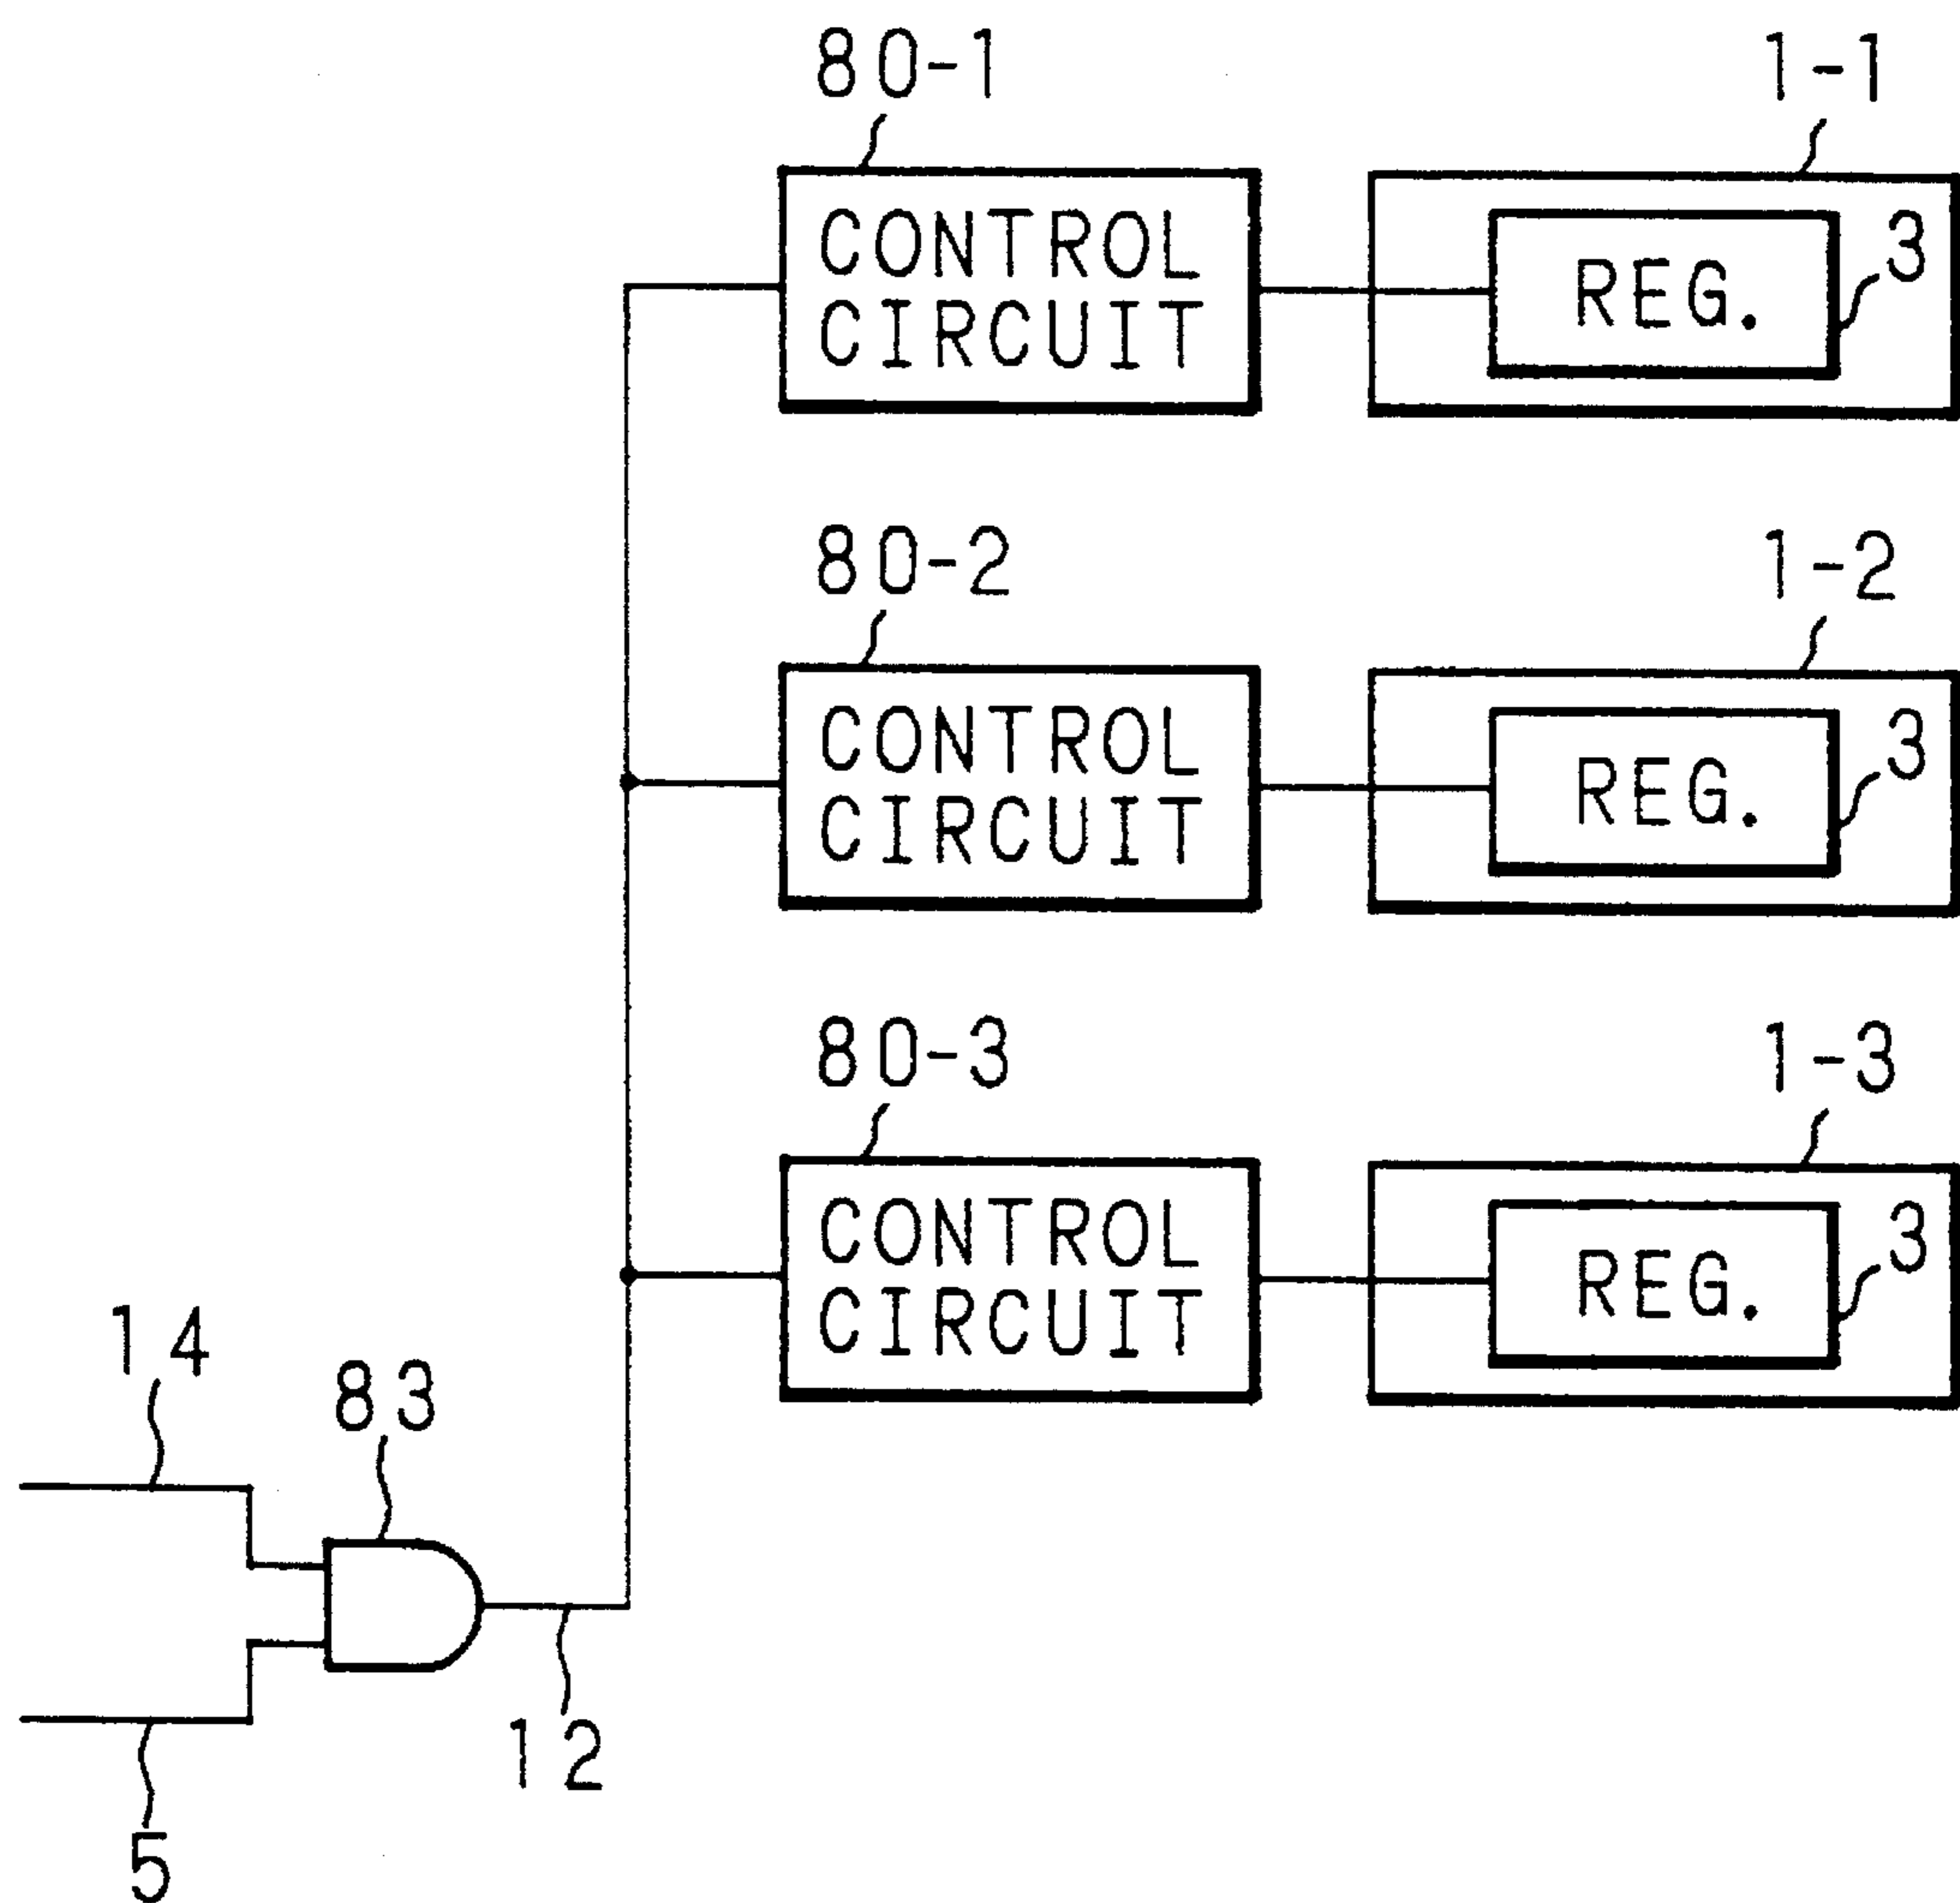 80-1
1-1
CONTROL
CIRCUIT
REG.
3
80-2
1-2
CONTROL
CIRCUIT
REG.
3
80-3
1-3
CONTROL
CIRCUIT
REG.
3
14
83
12
5